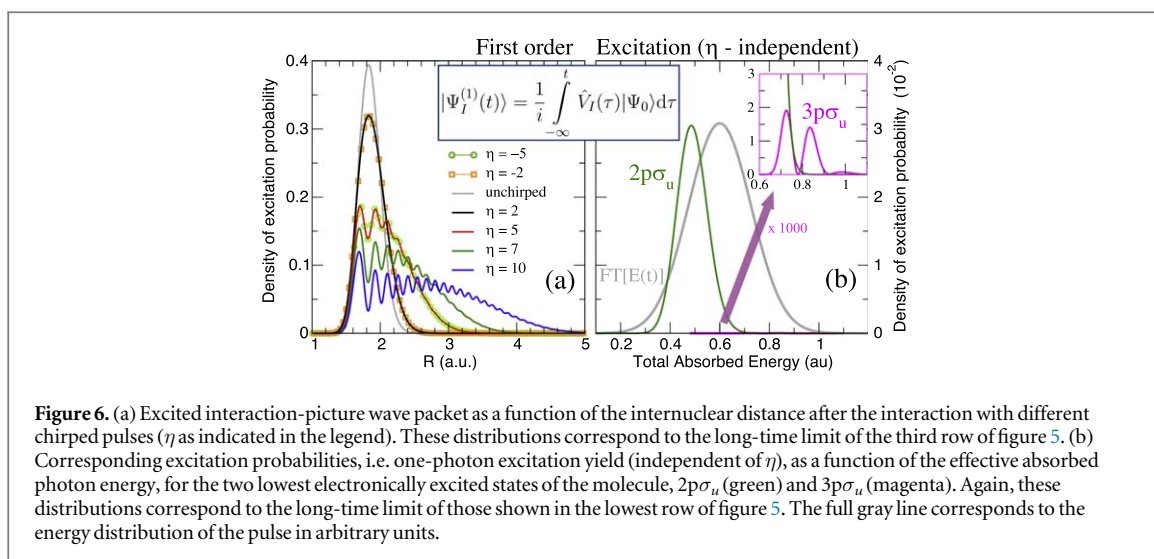 First order
Excitation (η - independent)
Density of excitation probability
0.4
0.3
0.2
0.1
0
|Ψ_I^{(1)}(t)⟩ = \frac{1}{i} \int_{-∞}^{t} \hat{V}_I(τ)|Ψ_0⟩dτ
η = −5
η = -2
unchirped
η = 2
η = 5
η = 7
η = 10
(a)
1 2 3 4 5
R (a.u.)
2pσ_u
FT[E(t)]
3
2
1
0
3pσ_u
0.6 0.8 1
x 1000
(b)
0.2 0.4 0.6 0.8 1
Total Absorbed Energy (au)
4
3
2
1
0
Density of excitation probability (10^{-2})
Figure 6. (a) Excited interaction-picture wave packet as a function of the internuclear distance after the interaction with different
chirped pulses (η as indicated in the legend). These distributions correspond to the long-time limit of the third row of figure 5. (b)
Corresponding excitation probabilities, i.e. one-photon excitation yield (independent of η), as a function of the effective absorbed
photon energy, for the two lowest electronically excited states of the molecule, 2pσ_u (green) and 3pσ_u (magenta). Again, these
distributions correspond to the long-time limit of those shown in the lowest row of figure 5. The full gray line corresponds to the
energy distribution of the pulse in arbitrary units.